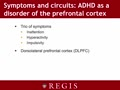 Symptoms and circuits: ADHD as a
disorder of the prefrontal cortex
• Trio of symptoms
• Inattention
• Hyperactivity
• Impulsivity
• Dorsolateral prefrontal cortex (DLPFC)
REGIS